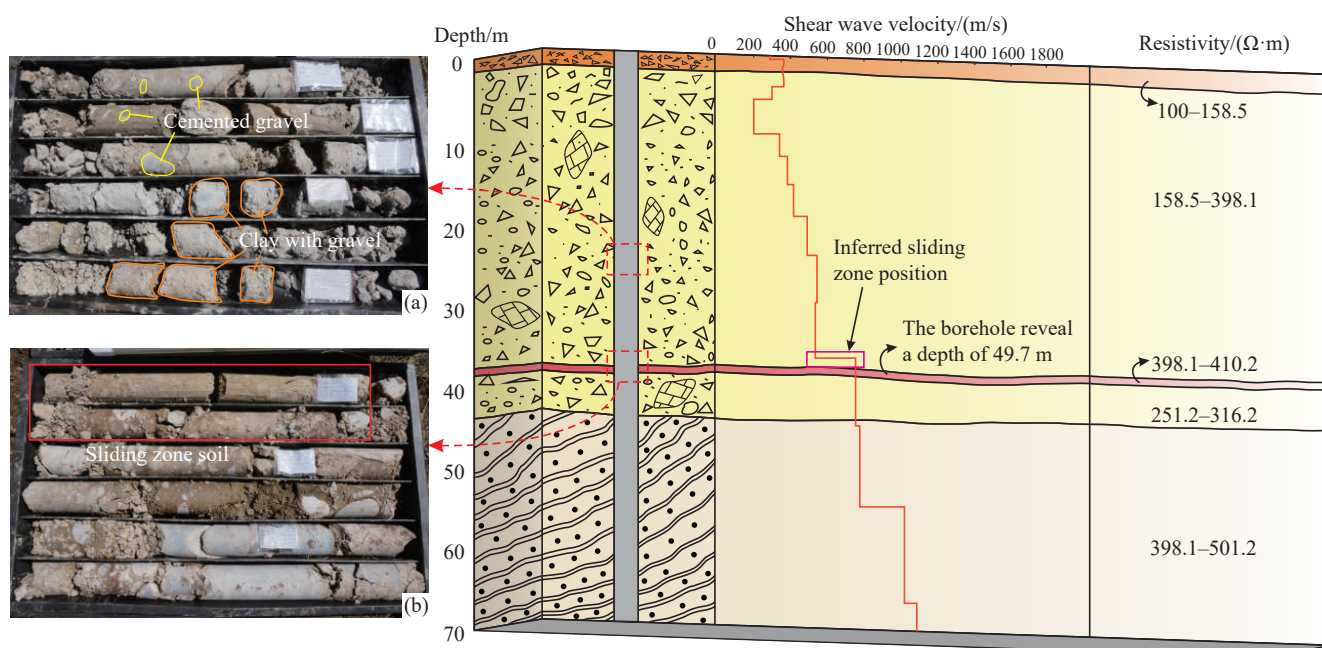 Cemented gravel
Clay with gravel
(a)
Sliding zone soil
(b)
Depth/m
0
10
20
30
40
50
60
70
Shear wave velocity/(m/s)
0 200 400 600 800 1000 1200 1400 1600 1800
Resistivity/(Ω·m)
100–158.5
158.5–398.1
Inferred sliding
zone position
The borehole reveal
a depth of 49.7 m
398.1–410.2
251.2–316.2
398.1–501.2